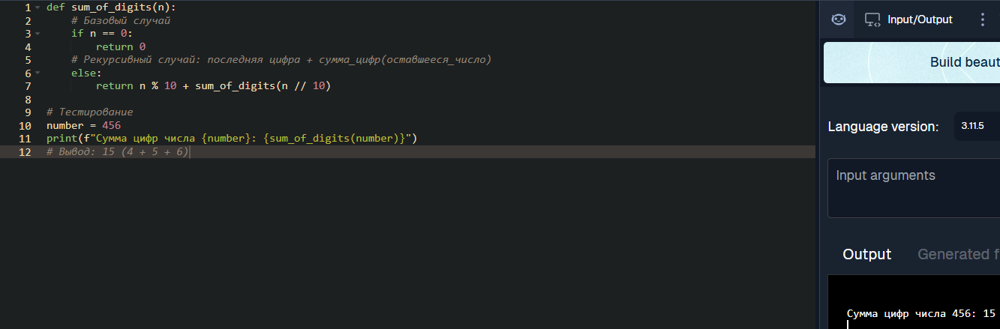 1 def sum_of_digits(n):
2     # Базовый случай
3     if n == 0:
4         return 0
5     # Рекурсивный случай: последняя цифра + сумма_цифр(оставшееся_число)
6     else:
7         return n % 10 + sum_of_digits(n // 10)
8
9 # Тестирование
10 number = 456
11 print(f"Сумма цифр числа {number}: {sum_of_digits(number)}")
12 # Вывод: 15 (4 + 5 + 6)
Input/Output
Build beaut
Language version: 3.11.5
Input arguments
Output Generated f
Сумма цифр числа 456: 15